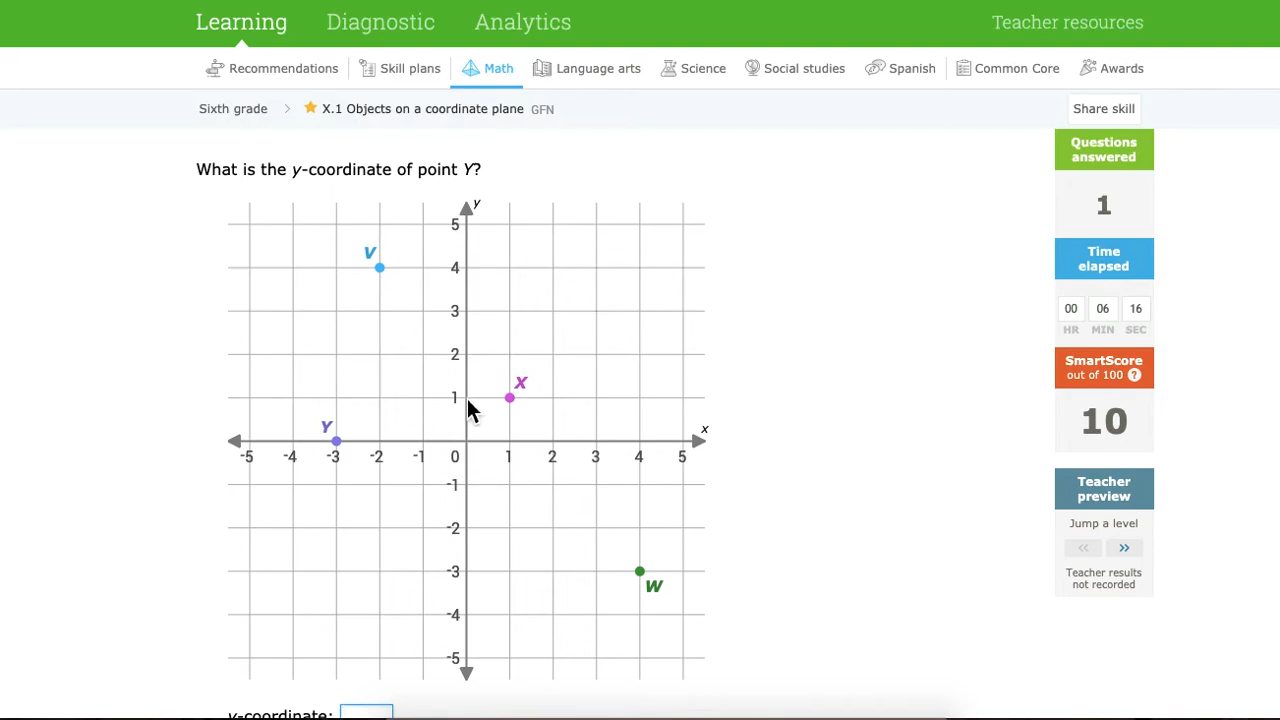 Learning Diagnostic Analytics Teacher resources
Recommendations Skill plans Math Language arts Science Social studies Spanish Common Core Awards
Sixth grade > X.1 Objects on a coordinate plane GFN Share skill
What is the y-coordinate of point Y?
y
5
V
4
3
2
X
1
Y
x
-5 -4 -3 -2 -1 0 1 2 3 4 5
-1
-2
-3
W
-4
-5
y-coordinate:
Questions
answered
1
Time
elapsed
00 06 16
HR MIN SEC
SmartScore
out of 100 ?
10
Teacher
preview
Jump a level
<< >>
Teacher results
not recorded